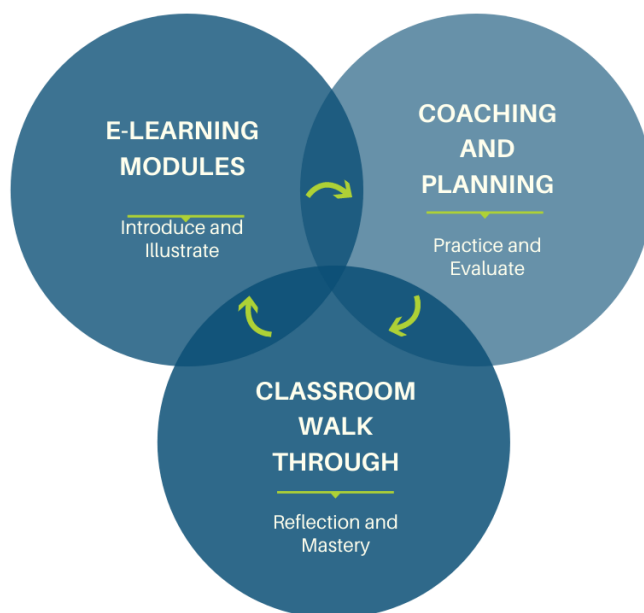 E-LEARNING
MODULES
Introduce and
Illustrate
COACHING
AND
PLANNING
Practice and
Evaluate
CLASSROOM
WALK
THROUGH
Reflection and
Mastery